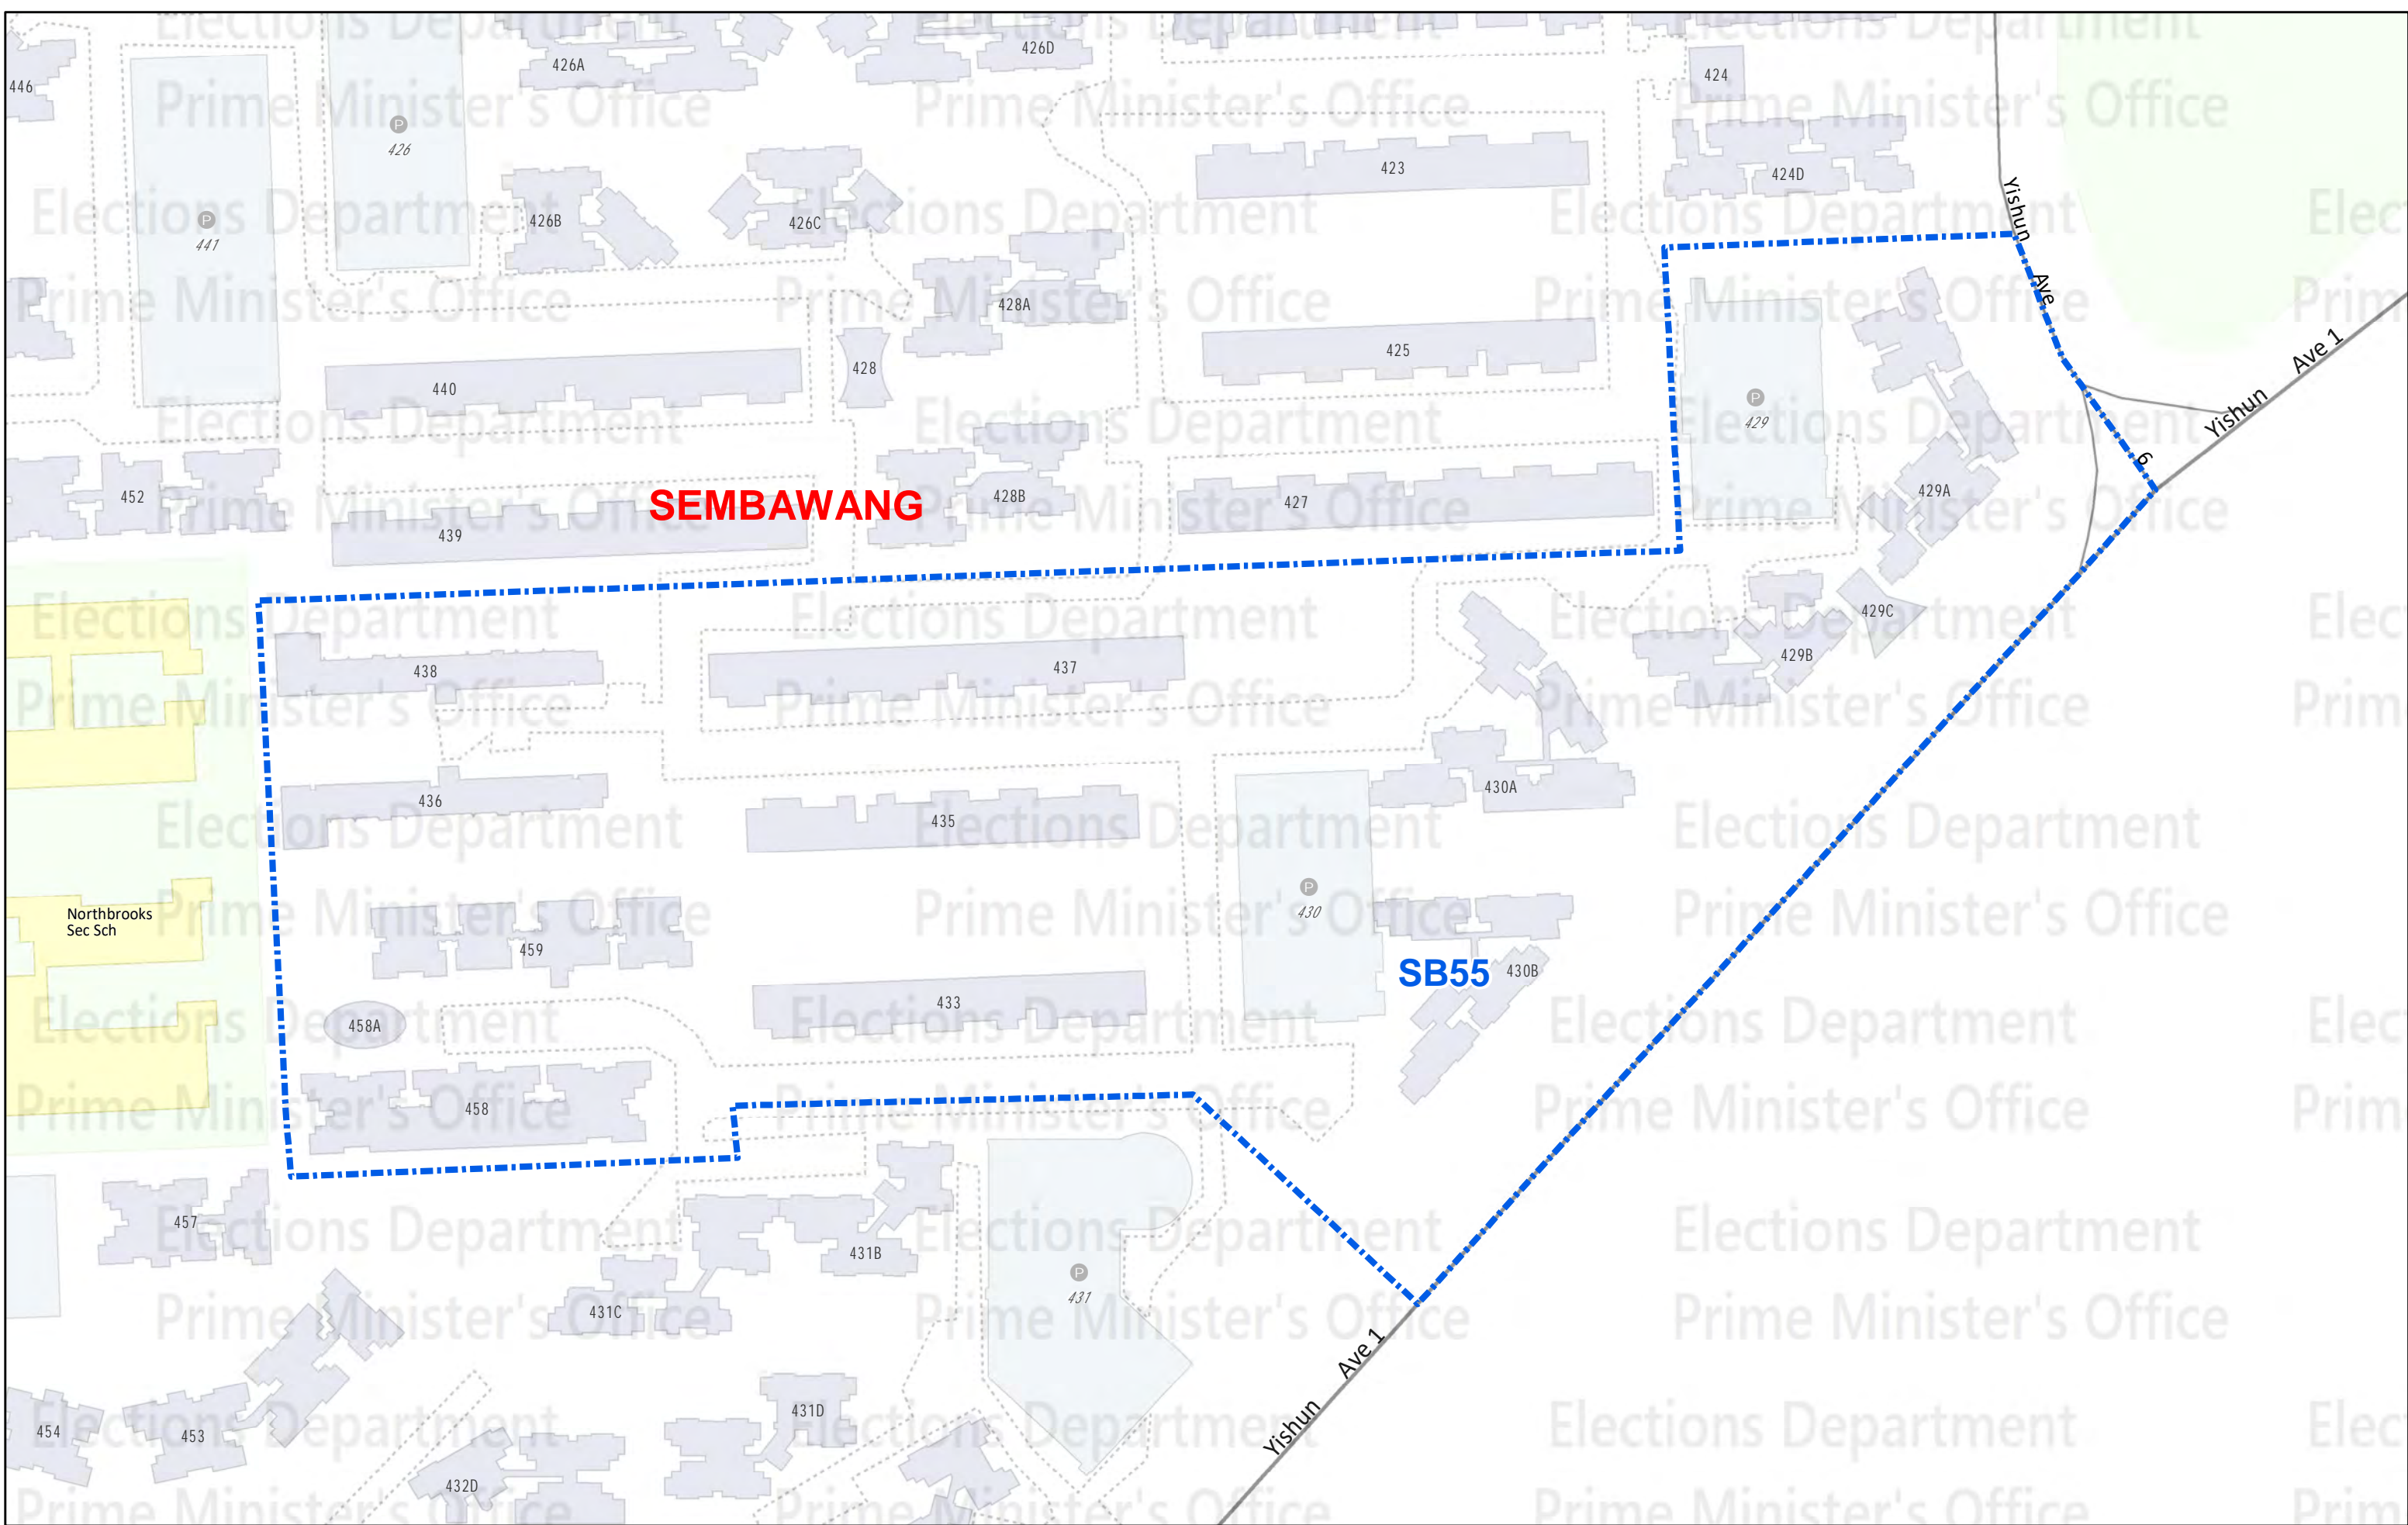 Elections Department
Prime Minister's Office
446
426A
426D
424
P
426
423
424D
P
441
426B
426C
Yishun
Ave
6
428A
425
428
440
P
429
Yishun
Ave 1
452
SEMBAWANG
428B
427
429A
439
429C
438
437
429B
436
435
430A
P
430
Northbrooks
Sec Sch
459
SB55
430B
458A
433
458
457
431B
P
431
431C
Yishun
Ave 1
454
453
431D
432D